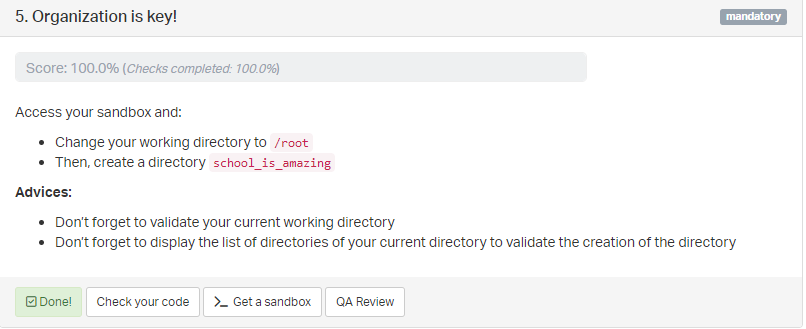 5. Organization is key!
mandatory
Score: 100.0% (Checks completed: 100.0%)
Access your sandbox and:
• Change your working directory to /root
• Then, create a directory school_is_amazing
Advices:
• Don’t forget to validate your current working directory
• Don’t forget to display the list of directories of your current directory to validate the creation of the directory
Done!
Check your code
>_ Get a sandbox
QA Review